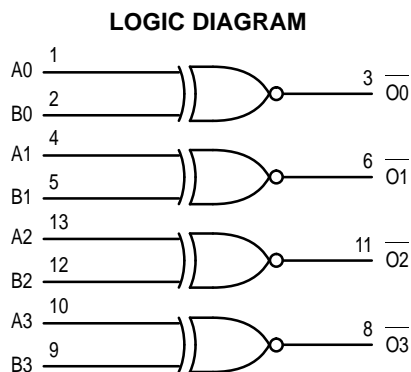 LOGIC DIAGRAM
A0 1
B0 2
3 O0
A1 4
B1 5
6 O1
A2 13
B2 12
11 O2
A3 10
B3 9
8 O3